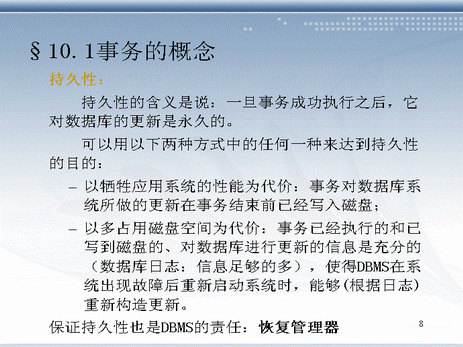 §10.1事务的概念
持久性：
持久性的含义是说：一旦事务成功执行之后，它
对数据库的更新是永久的。
可以用以下两种方式中的任何一种来达到持久性
的目的：
– 以牺牲应用系统的性能为代价：事务对数据库系
统所做的更新在事务结束前已经写入磁盘；
– 以多占用磁盘空间为代价：事务已经执行的和已
写到磁盘的、对数据库进行更新的信息是充分的
（数据库日志：信息足够的多），使得DBMS在系
统出现故障后重新启动系统时，能够(根据日志)
重新构造更新。
保证持久性也是DBMS的责任：恢复管理器
8